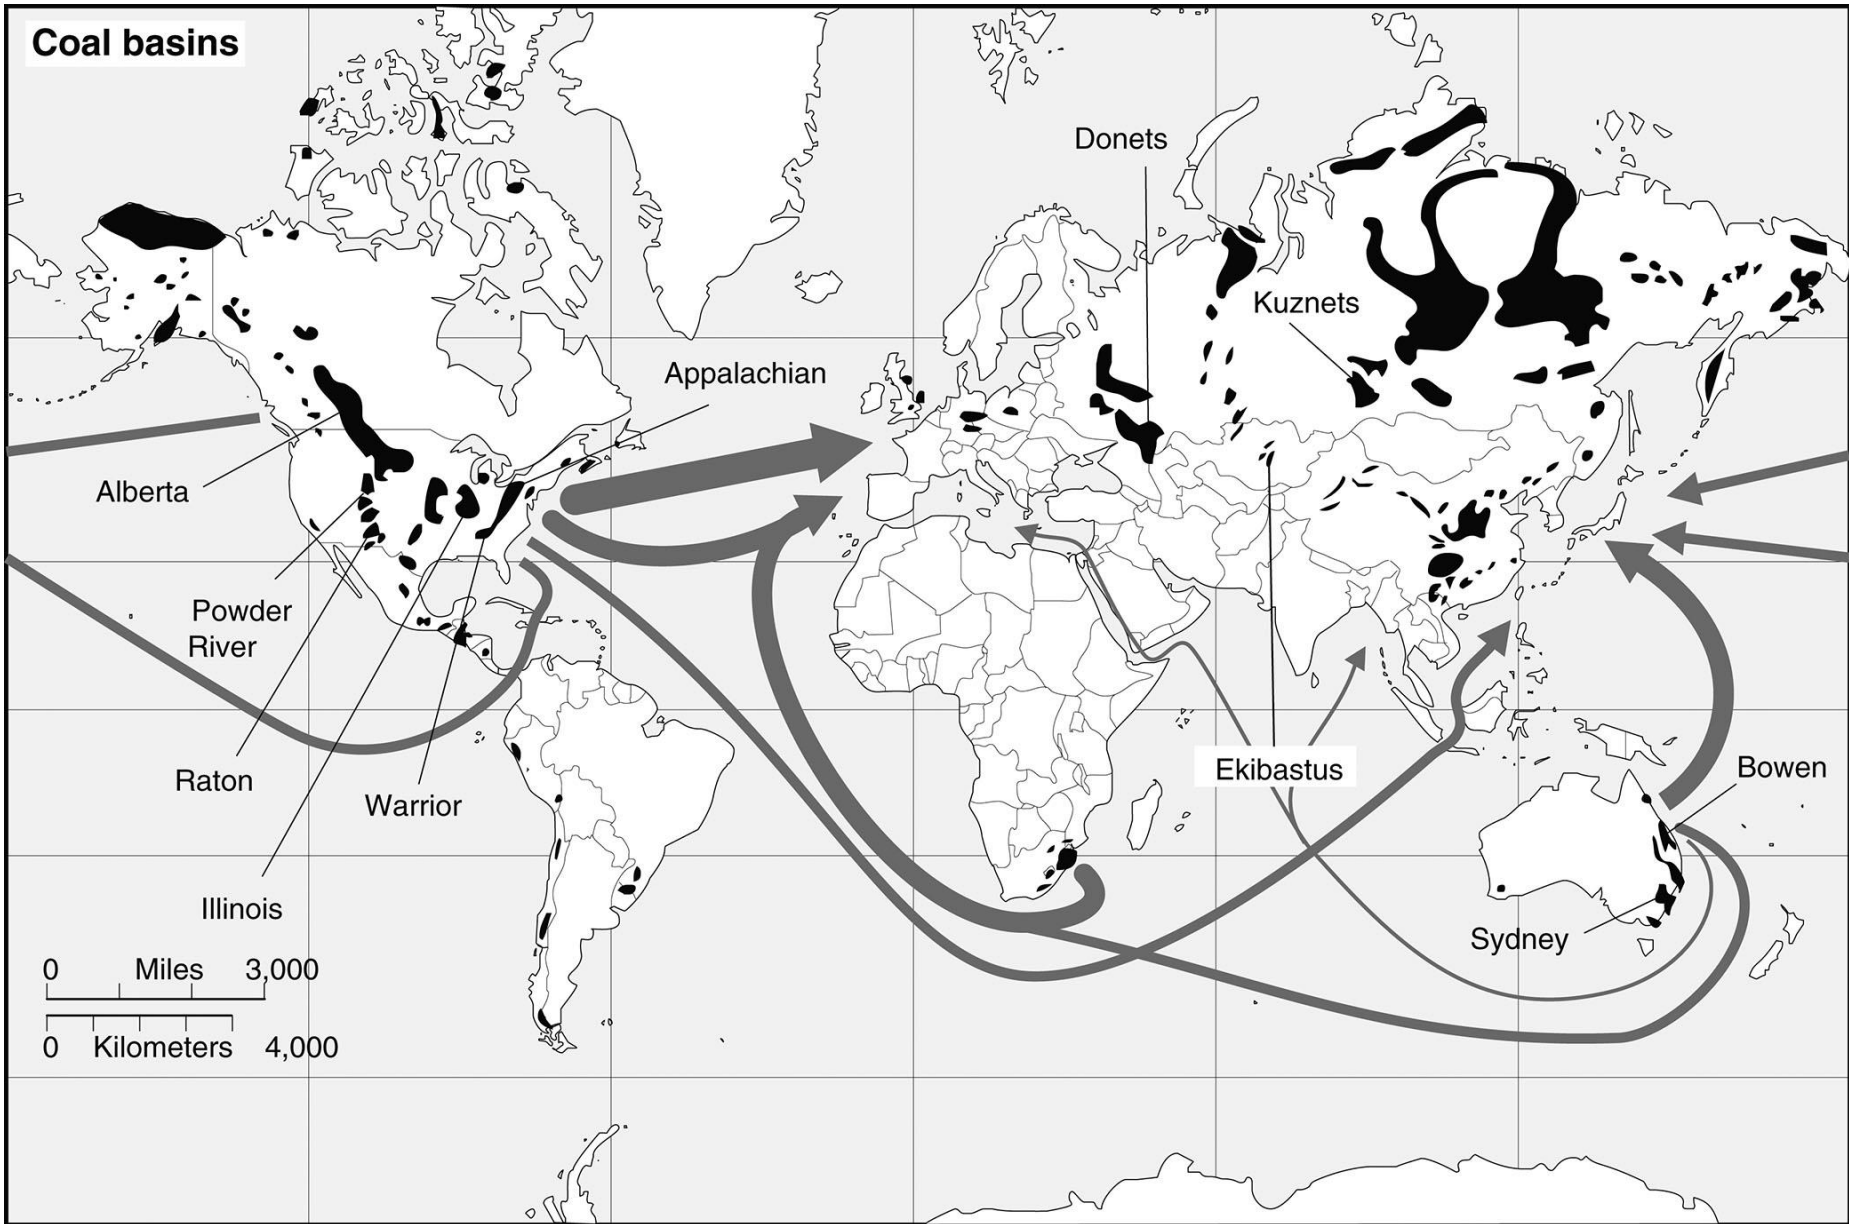 Coal basins
Donets
Kuznets
Appalachian
Alberta
Powder
River
Raton
Warrior
Illinois
Ekibastus
Bowen
Sydney
0 Miles 3,000
0 Kilometers 4,000